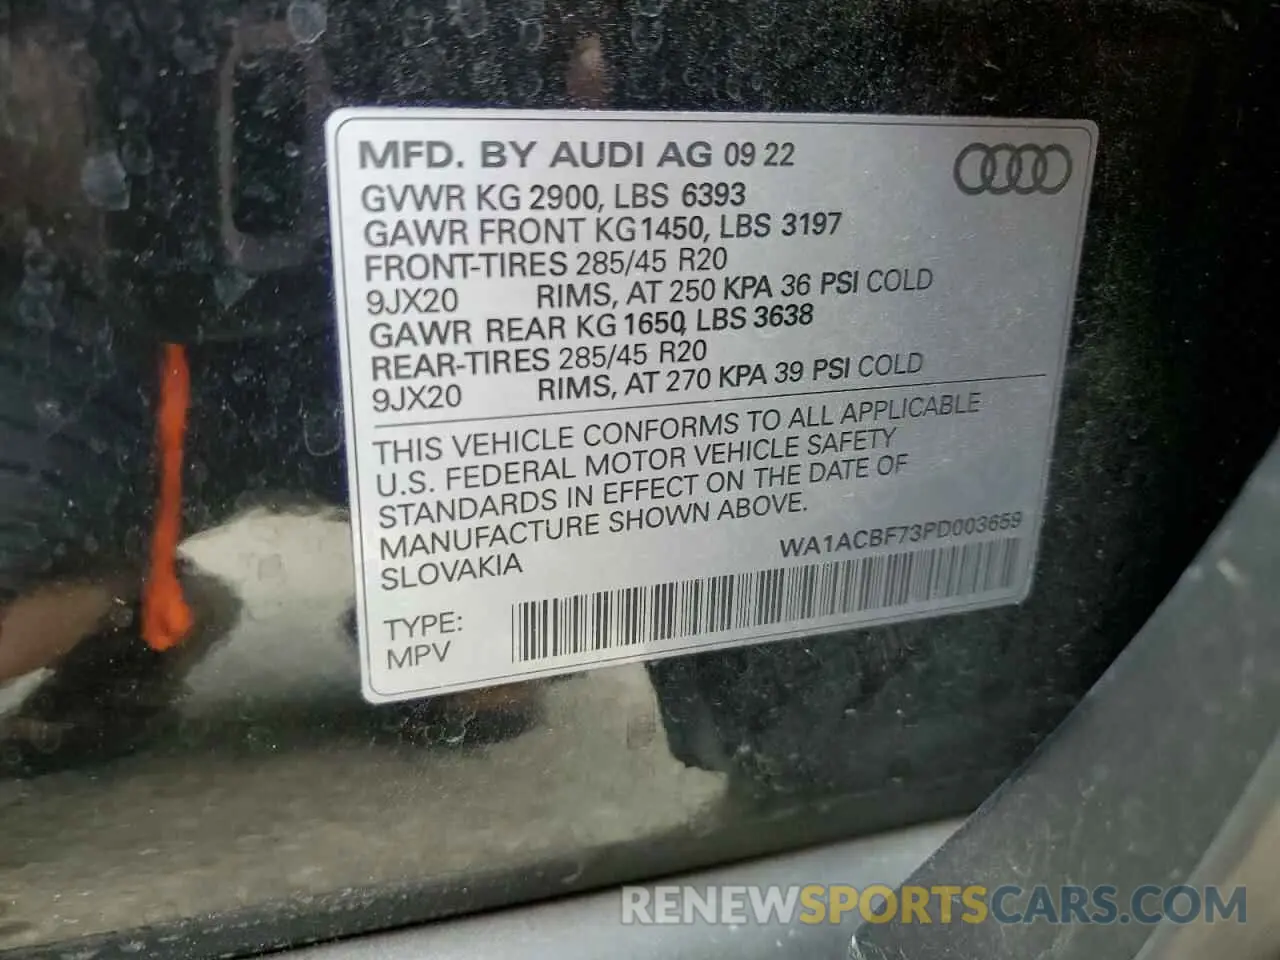 MFD. BY AUDI AG 09 22
GVWR KG 2900, LBS 6393
GAWR FRONT KG 1450, LBS 3197
FRONT-TIRES 285/45 R20
9JX20 RIMS, AT 250 KPA 36 PSI COLD
GAWR REAR KG 1650, LBS 3638
REAR-TIRES 285/45 R20
9JX20 RIMS, AT 270 KPA 39 PSI COLD
THIS VEHICLE CONFORMS TO ALL APPLICABLE
U.S. FEDERAL MOTOR VEHICLE SAFETY
STANDARDS IN EFFECT ON THE DATE OF
MANUFACTURE SHOWN ABOVE.
SLOVAKIA
WA1ACBF73PD003659
TYPE:
MPV
RENEWSPORTSCARS.COM